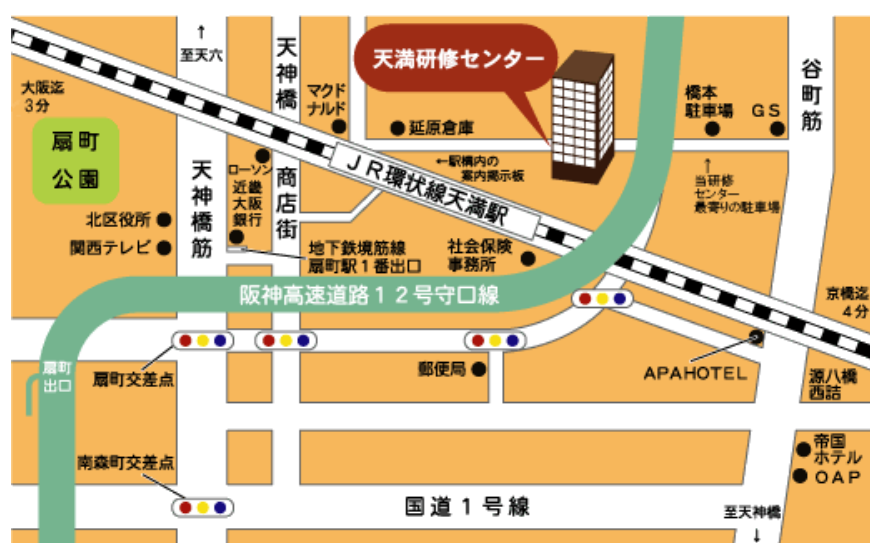 ↑
至天六
天神橋
天満研修センター
谷町筋
大阪迄
3分
マクド
ナルド
延原倉庫
橋本
駐車場
GS
扇町
公園
天神橋筋
ローソン
近畿
大阪
銀行
商店街
JR環状線天満駅
←駅構内の
案内掲示板
↑
当研修
センター
最寄りの駐車場
北区役所
関西テレビ
地下鉄境筋線
扇町駅1番出口
社会保険
事務所
阪神高速道路12号守口線
京橋迄
4分
扇町
出口
扇町交差点
郵便局
APAHOTEL
源八橋
西詰
南森町交差点
帝国
ホテル
OAP
国道1号線
至天神橋
↓